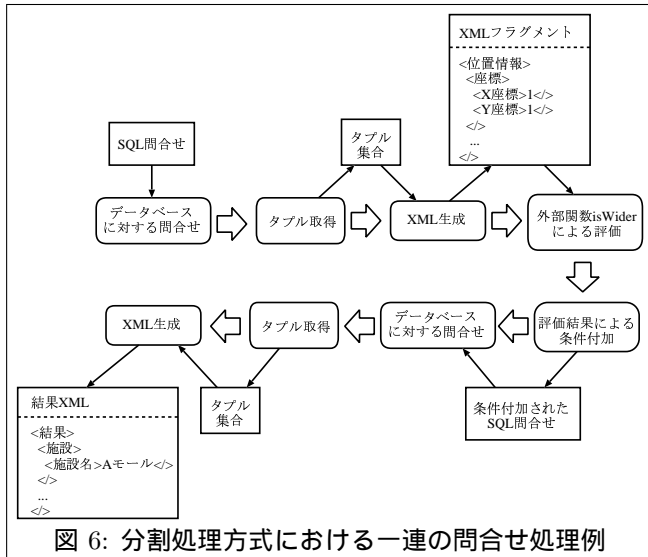 XMLフラグメント
<位置情報>
<座標>
<X座標>1</>
<Y座標>1</>
</>
...
</>
SQL問合せ
タプル
集合
データベース
に対する問合せ
タプル取得
XML生成
外部関数isWider
による評価
XML生成
タプル取得
データベース
に対する問合せ
評価結果による
条件付加
結果XML
<結果>
<施設>
<施設名>Aモール</>
</>
...
</>
タプル
集合
条件付加された
SQL問合せ
図 6: 分割処理方式における一連の問合せ処理例